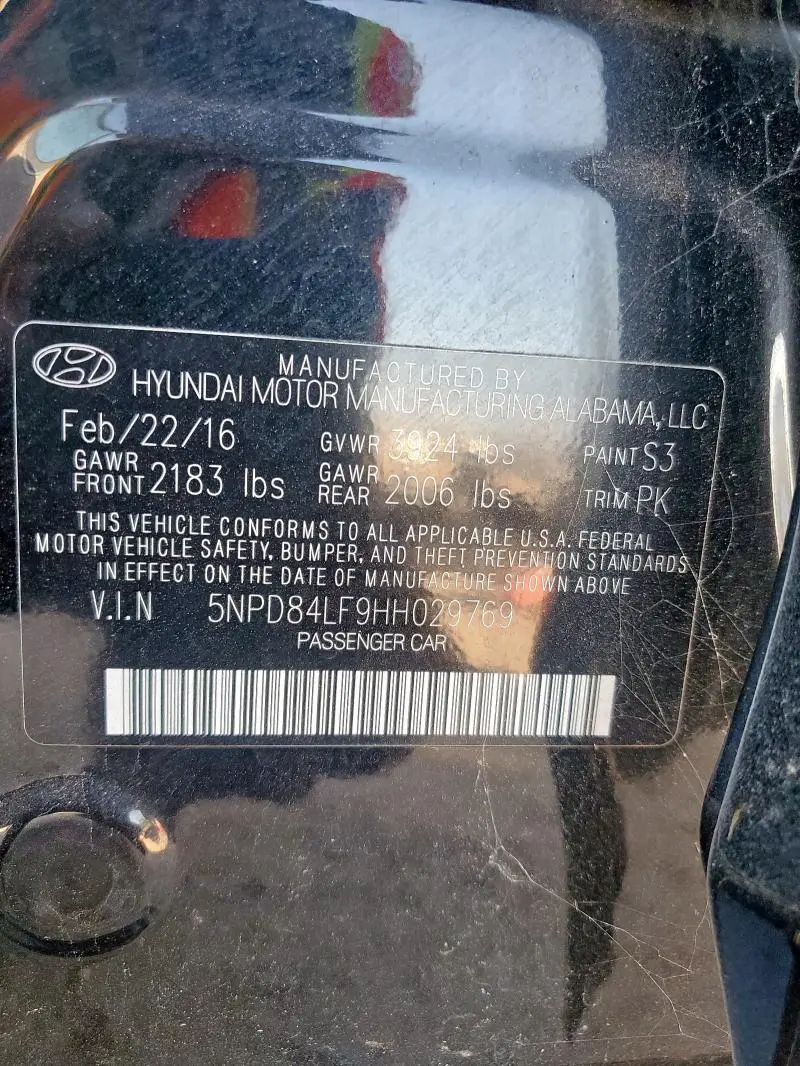 MANUFACTURED BY
HYUNDAI MOTOR MANUFACTURING ALABAMA, LLC
Feb/22/16 GVWR 3924 lbs PAINT S3
GAWR FRONT 2183 lbs GAWR REAR 2006 lbs TRIM PK
THIS VEHICLE CONFORMS TO ALL APPLICABLE U.S.A. FEDERAL
MOTOR VEHICLE SAFETY, BUMPER, AND THEFT PREVENTION STANDARDS
IN EFFECT ON THE DATE OF MANUFACTURE SHOWN ABOVE
V.I.N 5NPD84LF9HH029769
PASSENGER CAR